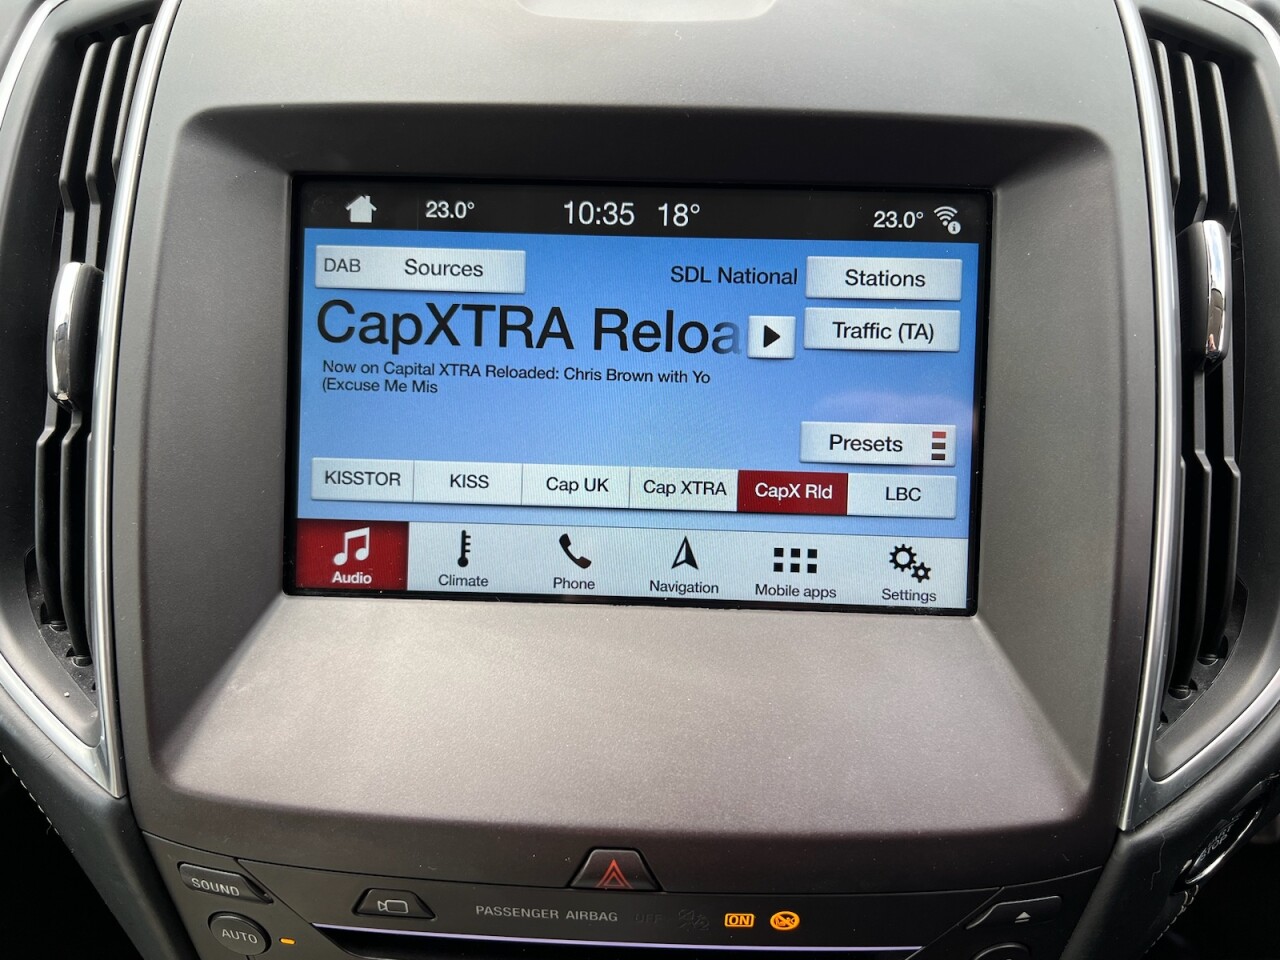 23.0° 10:35 18° 23.0°
DAB Sources SDL National Stations
CapXTRA Reloa
Traffic (TA)
Now on Capital XTRA Reloaded: Chris Brown with Yo
(Excuse Me Mis
Presets
KISSTOR KISS Cap UK Cap XTRA CapX Rld LBC
Audio Climate Phone Navigation Mobile apps Settings
SOUND
PASSENGER AIRBAG OFF ON
AUTO